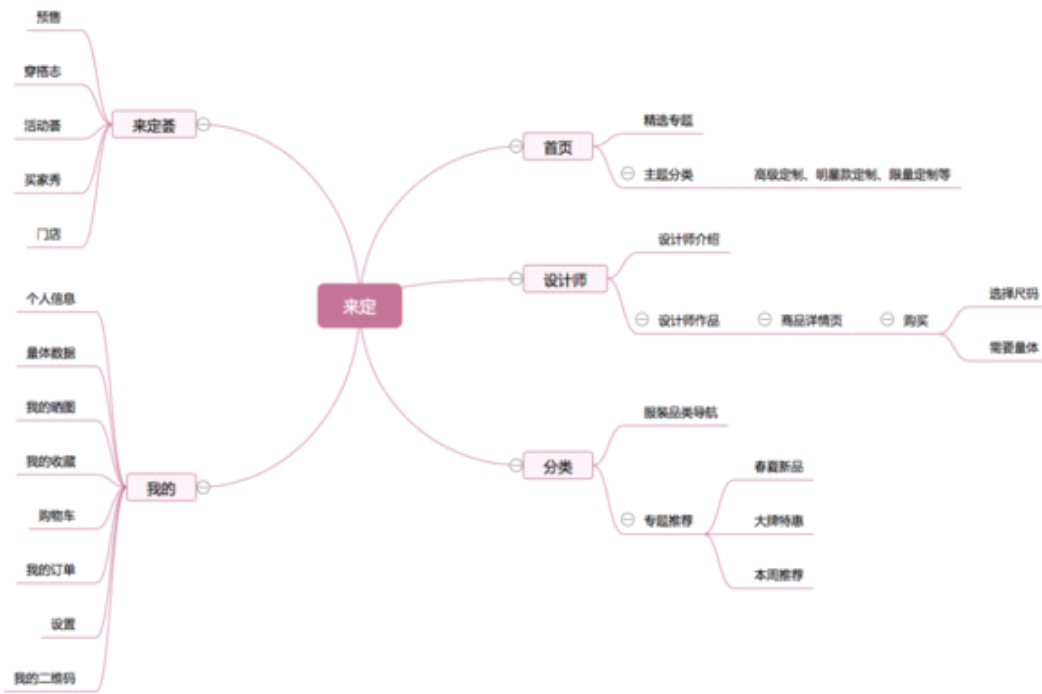 来定
首页
精选专题
主题分类
高级定制、明星款定制、限量定制等
设计师
设计师介绍
设计师作品
商品详情页
购买
选择尺码
需要量体
分类
服装品类导航
专题推荐
春夏新品
大牌特惠
本周推荐
来定荟
预售
穿搭志
活动荟
买家秀
门店
我的
个人信息
量体数据
我的晒图
我的收藏
购物车
我的订单
设置
我的二维码